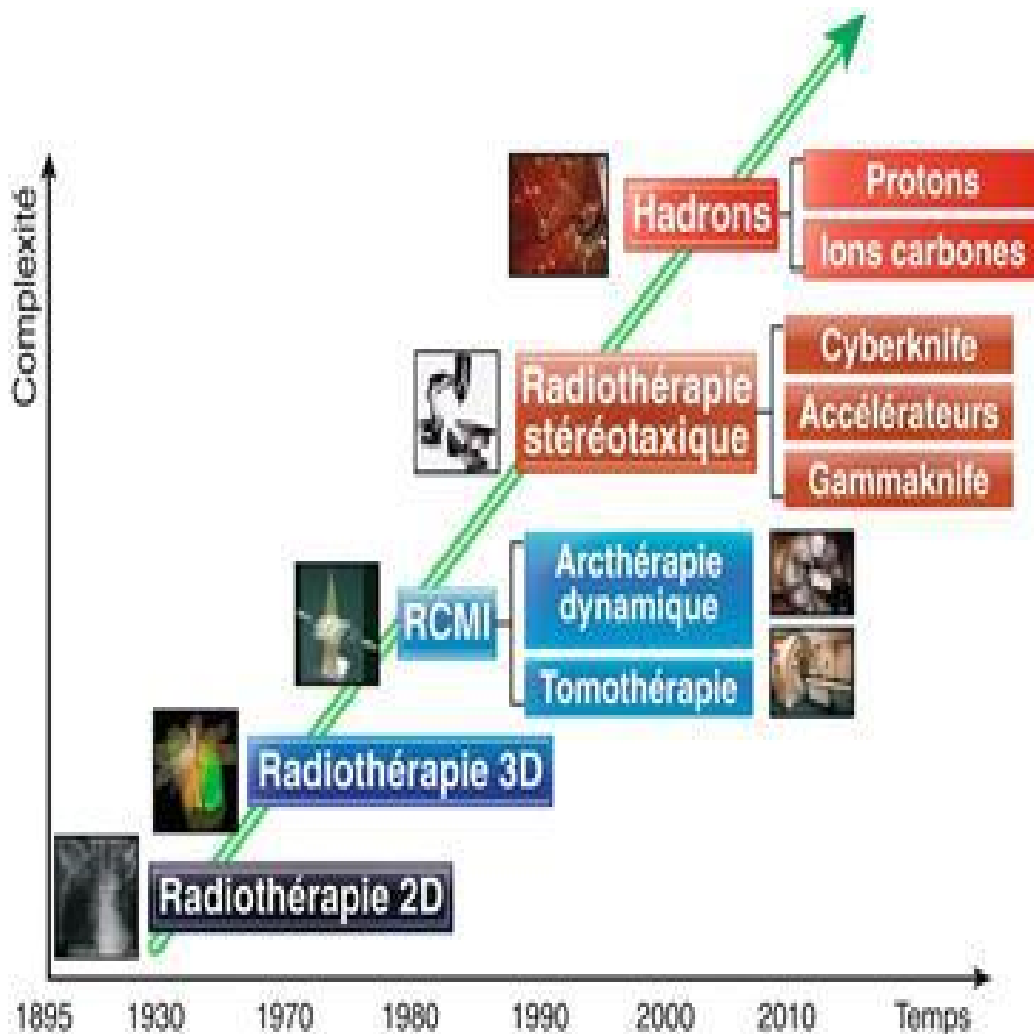 Complexité
Protons
Hadrons
Ions carbones
Cyberknife
Radiothérapie
stéréotaxique
Accélérateurs
Gammaknife
Arcthérapie
dynamique
RCMI
Tomothérapie
Radiothérapie 3D
Radiothérapie 2D
1895 1930 1970 1980 1990 2000 2010 Temps